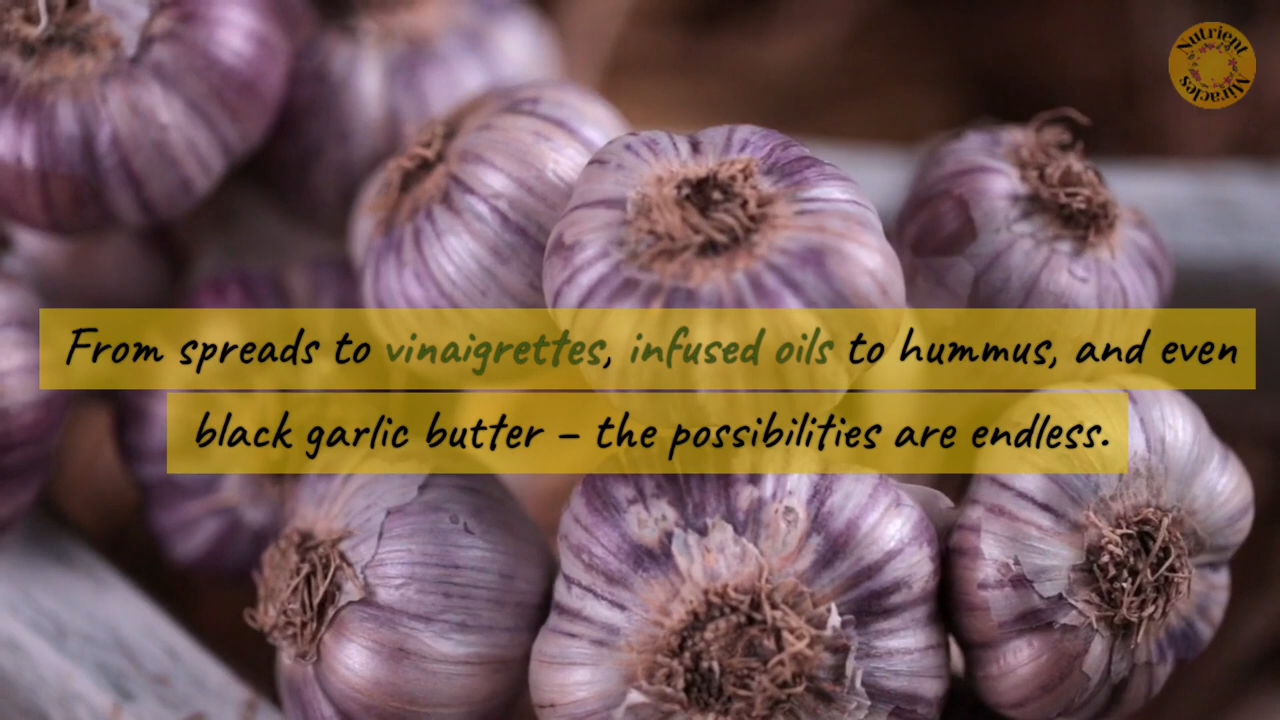 Nutrient
Miracles
From spreads to vinaigrettes, infused oils to hummus, and even
black garlic butter – the possibilities are endless.